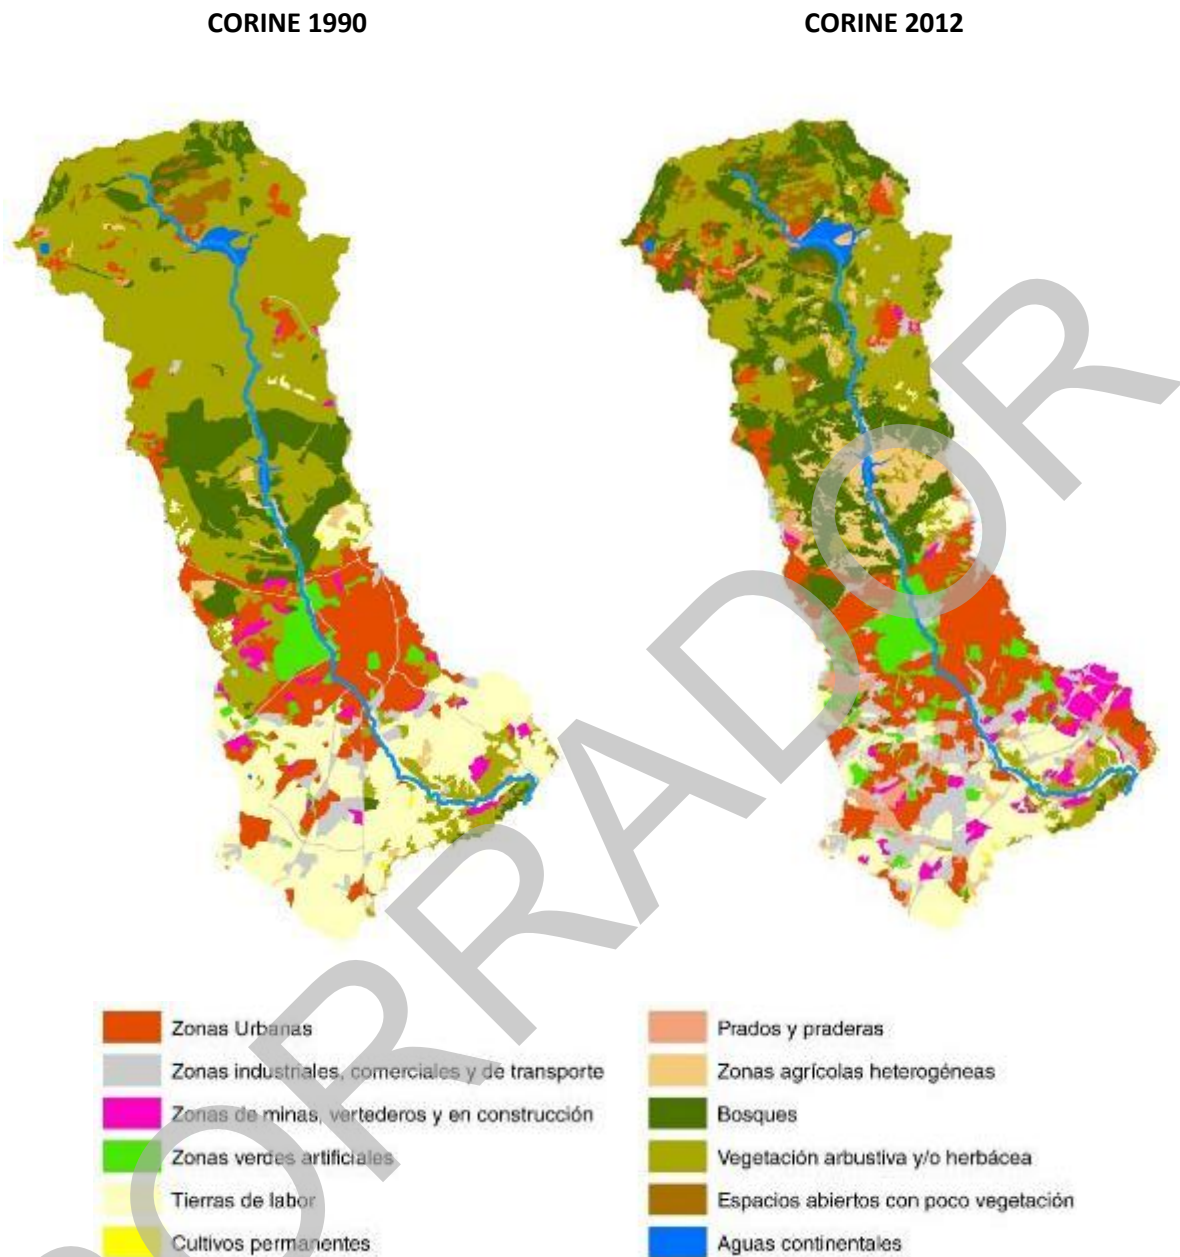 CORINE 1990
CORINE 2012
Zonas Urbanas
Zonas industriales, comerciales y de transporte
Zonas de minas, vertederos y en construcción
Zonas verdes artificiales
Tierras de labor
Cultivos permanentes
Prados y praderas
Zonas agrícolas heterogéneas
Bosques
Vegetación arbustiva y/o herbácea
Espacios abiertos con poco vegetación
Aguas continentales
BORRADOR